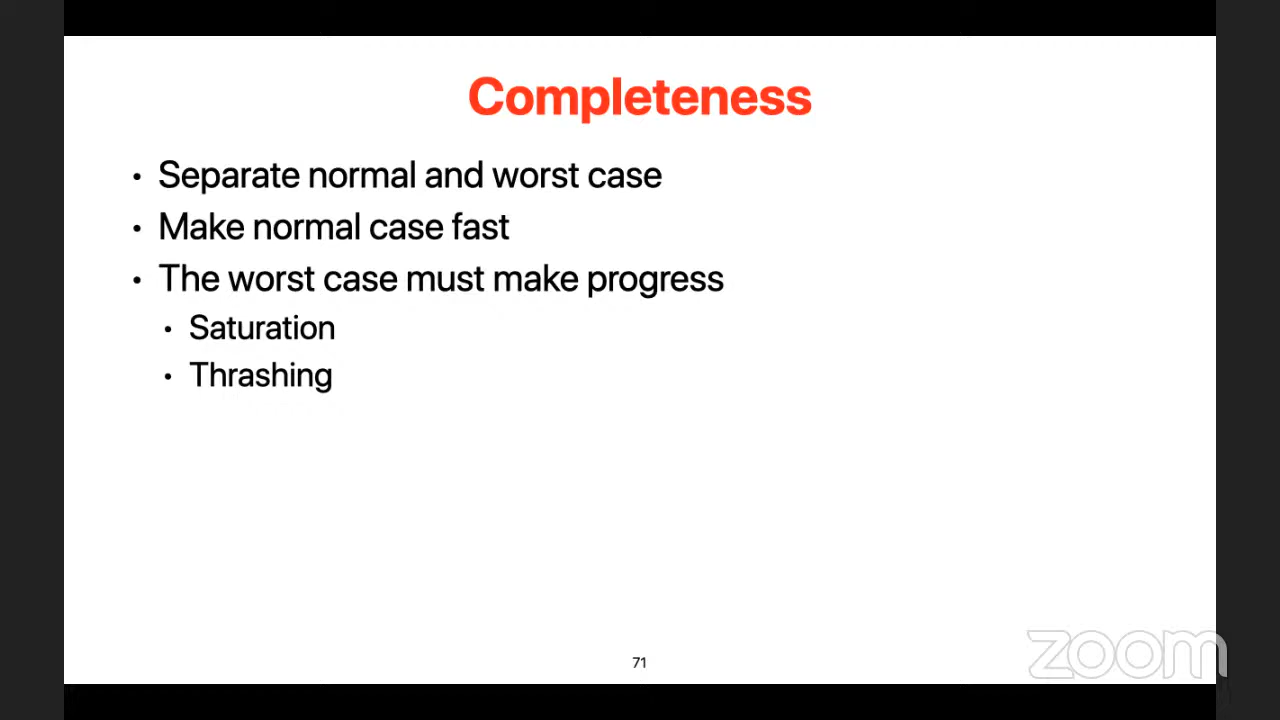 Completeness
• Separate normal and worst case
• Make normal case fast
• The worst case must make progress
• Saturation
• Thrashing
71
zoom